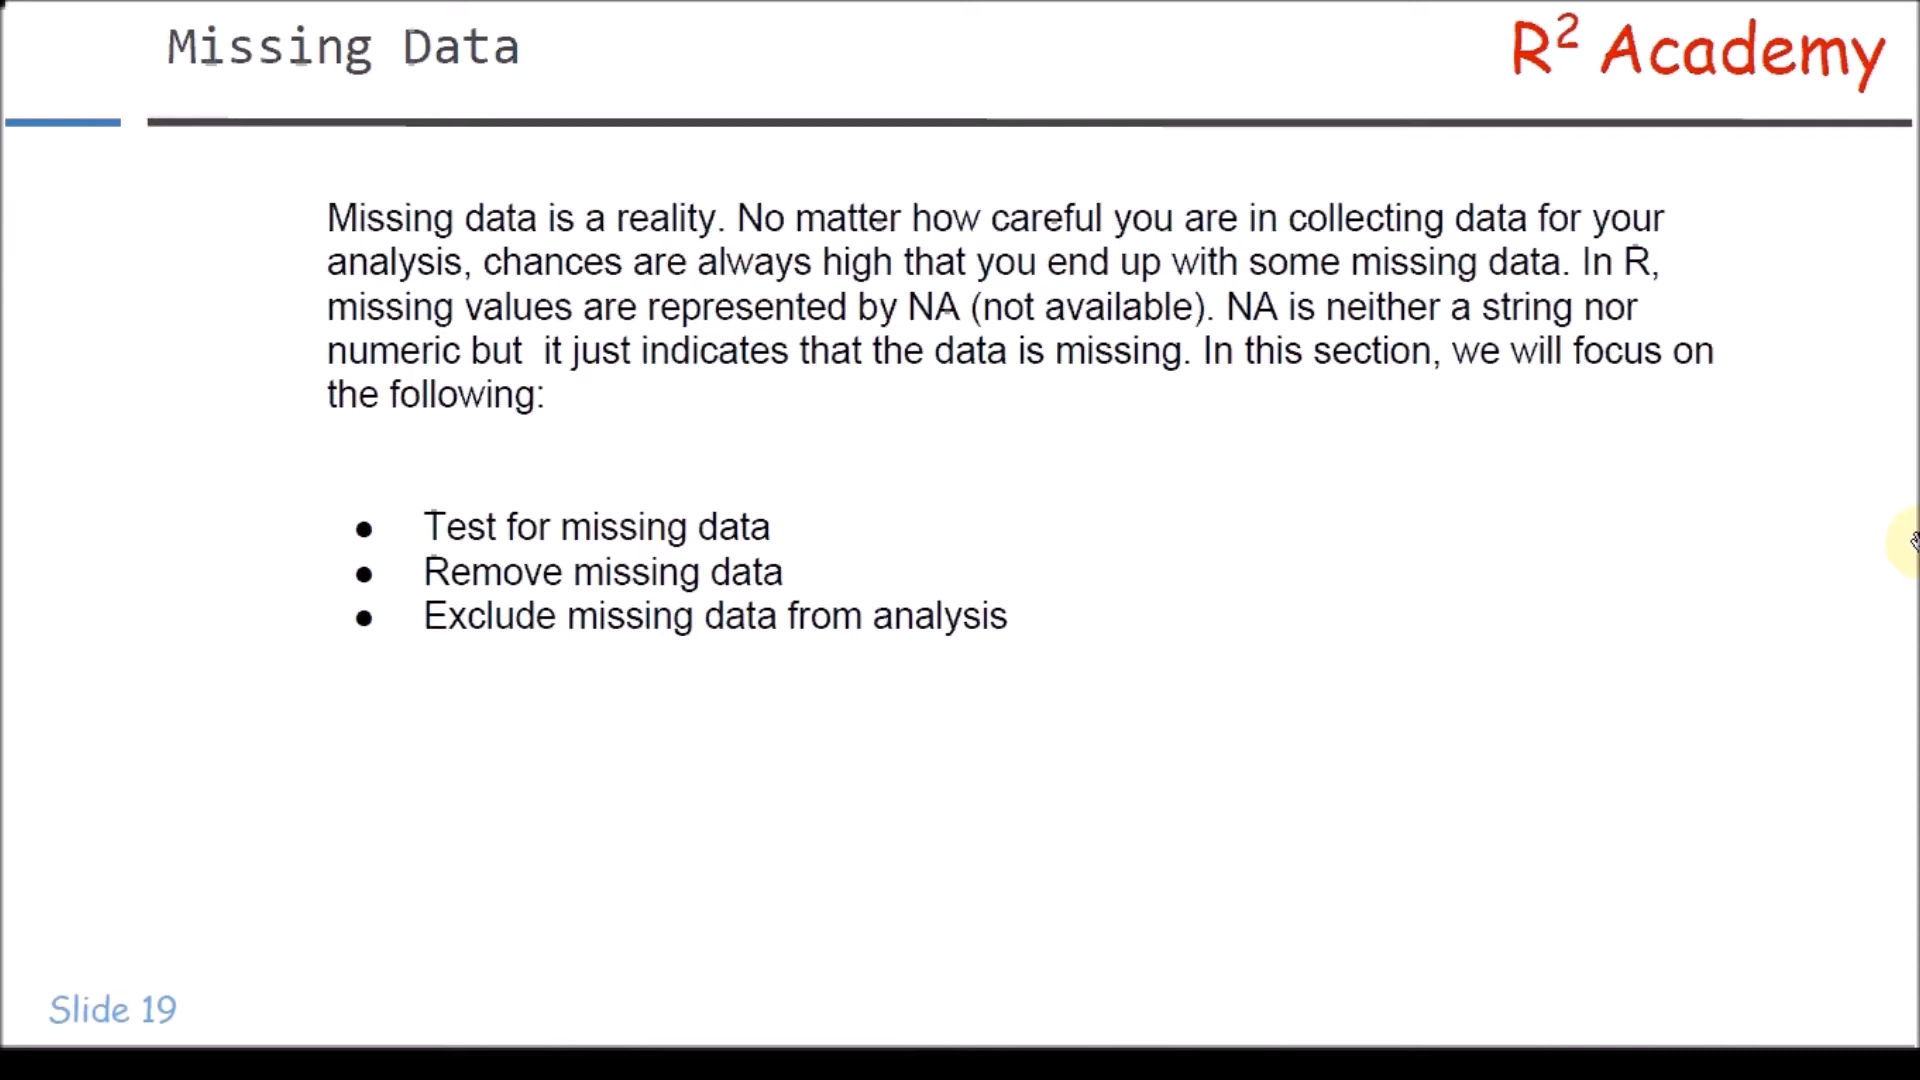 Missing Data
R² Academy
Missing data is a reality. No matter how careful you are in collecting data for your
analysis, chances are always high that you end up with some missing data. In R,
missing values are represented by NA (not available). NA is neither a string nor
numeric but  it just indicates that the data is missing. In this section, we will focus on
the following:
● Test for missing data
● Remove missing data
● Exclude missing data from analysis
Slide 19